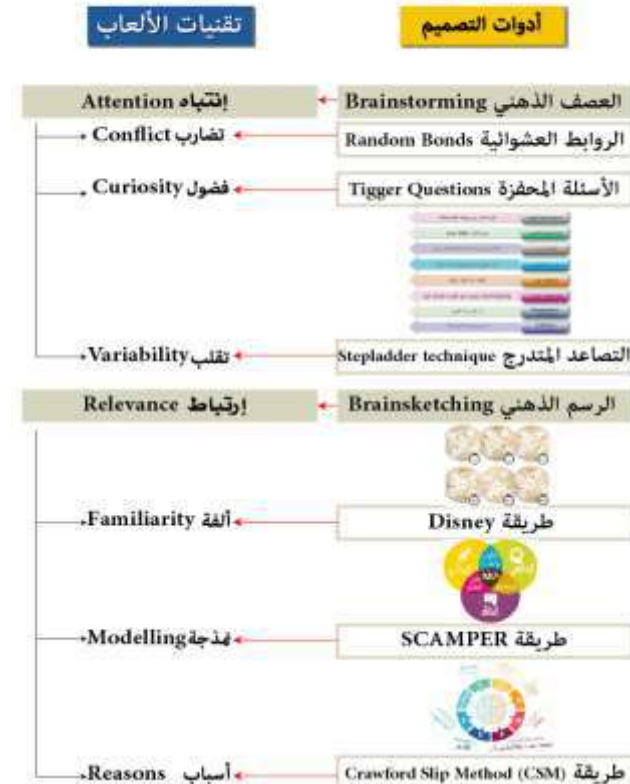 أدوات التصميم
تقنيات الألعاب
العصف الذهني Brainstorming
إنتباه Attention
الروابط العشوائية Random Bonds
تضارب Conflict
الأسئلة المحفزة Tigger Questions
فضول Curiosity
التصاعد المتدرج Stepladder technique
تقلب Variability
الرسم الذهني Brainsketching
إرتباط Relevance
طريقة Disney
ألفة Familiarity
طريقة SCAMPER
نمذجة Modelling
طريقة Crawford Slip Method (CSM)
أسباب Reasons